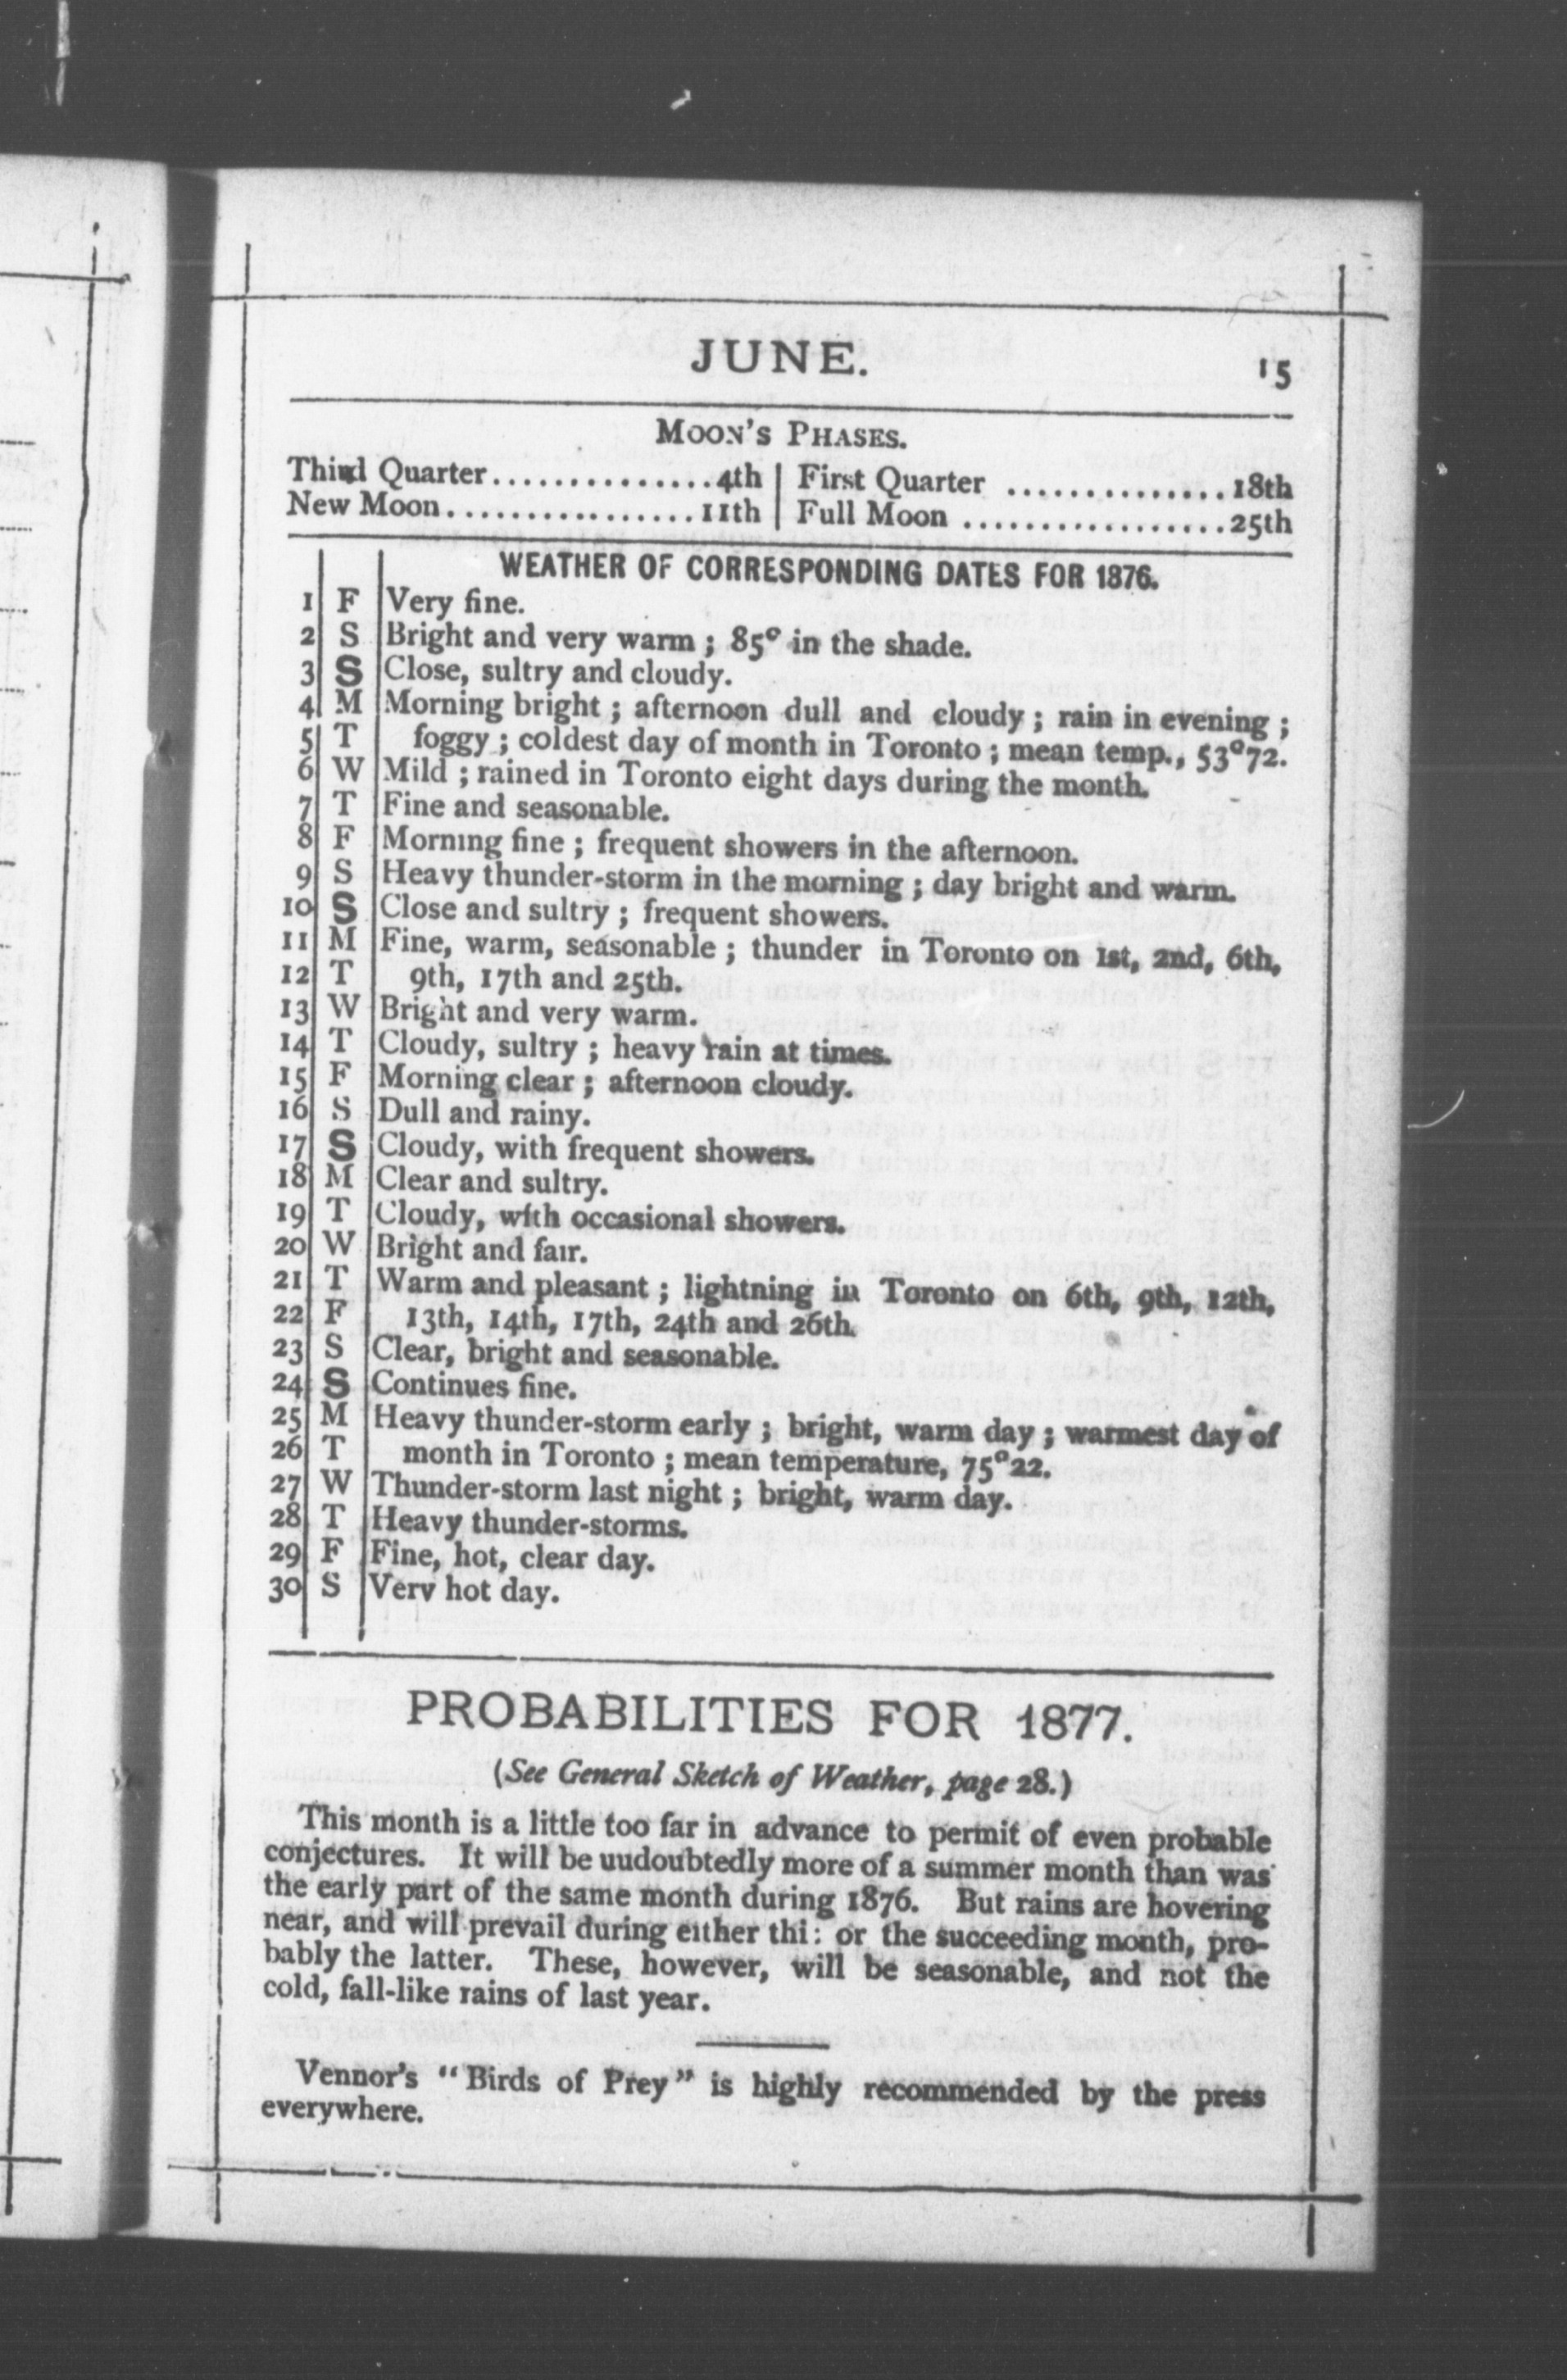 JUNE. 15
MOON'S PHASES.
Third Quarter...............4th | First Quarter ..............18th
New Moon................11th | Full Moon .................25th
WEATHER OF CORRESPONDING DATES FOR 1876.
1 F Very fine.
2 S Bright and very warm ; 85° in the shade.
3 S Close, sultry and cloudy.
4 M Morning bright ; afternoon dull and cloudy ; rain in evening ;
5 T foggy ; coldest day of month in Toronto ; mean temp., 53°72.
6 W Mild ; rained in Toronto eight days during the month.
7 T Fine and seasonable.
8 F Morning fine ; frequent showers in the afternoon.
9 S Heavy thunder-storm in the morning ; day bright and warm.
10 S Close and sultry ; frequent showers.
11 M Fine, warm, seasonable ; thunder in Toronto on 1st, 2nd, 6th,
12 T 9th, 17th and 25th.
13 W Bright and very warm.
14 T Cloudy, sultry ; heavy rain at times.
15 F Morning clear ; afternoon cloudy.
16 S Dull and rainy.
17 S Cloudy, with frequent showers.
18 M Clear and sultry.
19 T Cloudy, with occasional showers.
20 W Bright and fair.
21 T Warm and pleasant ; lightning in Toronto on 6th, 9th, 12th,
22 F 13th, 14th, 17th, 24th and 26th.
23 S Clear, bright and seasonable.
24 S Continues fine.
25 M Heavy thunder-storm early ; bright, warm day ; warmest day of
26 T month in Toronto ; mean temperature, 75°22.
27 W Thunder-storm last night ; bright, warm day.
28 T Heavy thunder-storms.
29 F Fine, hot, clear day.
30 S Very hot day.
PROBABILITIES FOR 1877.
(See General Sketch of Weather, page 28.)
This month is a little too far in advance to permit of even probable
conjectures. It will be uudoubtedly more of a summer month than was
the early part of the same month during 1876. But rains are hovering
near, and will prevail during either thi: or the succeeding month, pro-
bably the latter. These, however, will be seasonable, and not the
cold, fall-like rains of last year.
Vennor's "Birds of Prey" is highly recommended by the press
everywhere.